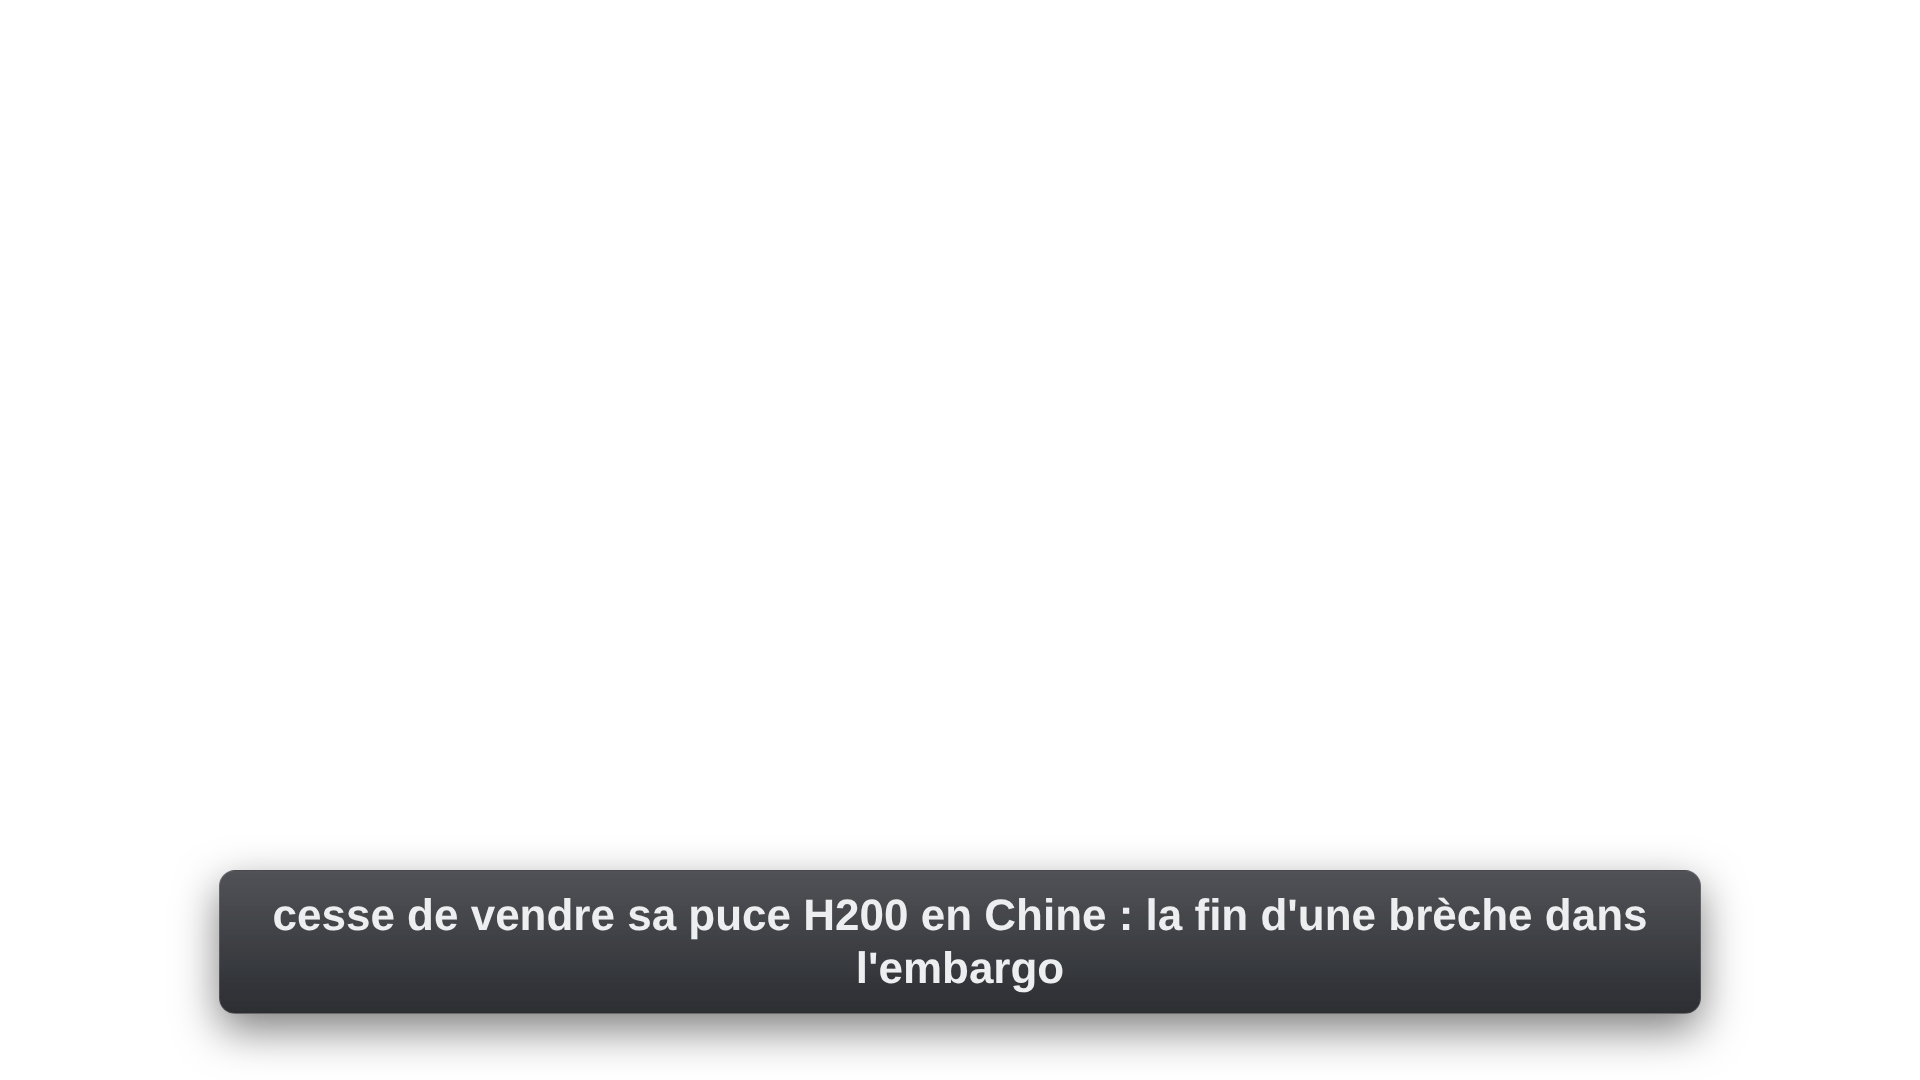 cesse de vendre sa puce H200 en Chine : la fin d'une brèche dans
l'embargo